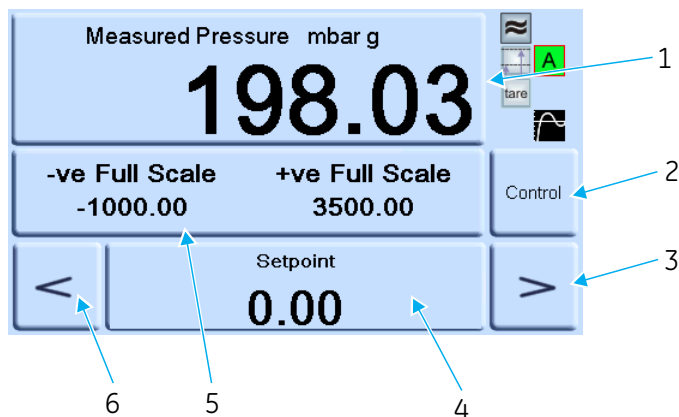 Measured Pressure mbar g
198.03
A
tare
1
-ve Full Scale +ve Full Scale
-1000.00 3500.00
Control
2
<
Setpoint
0.00
>
3
6
5
4